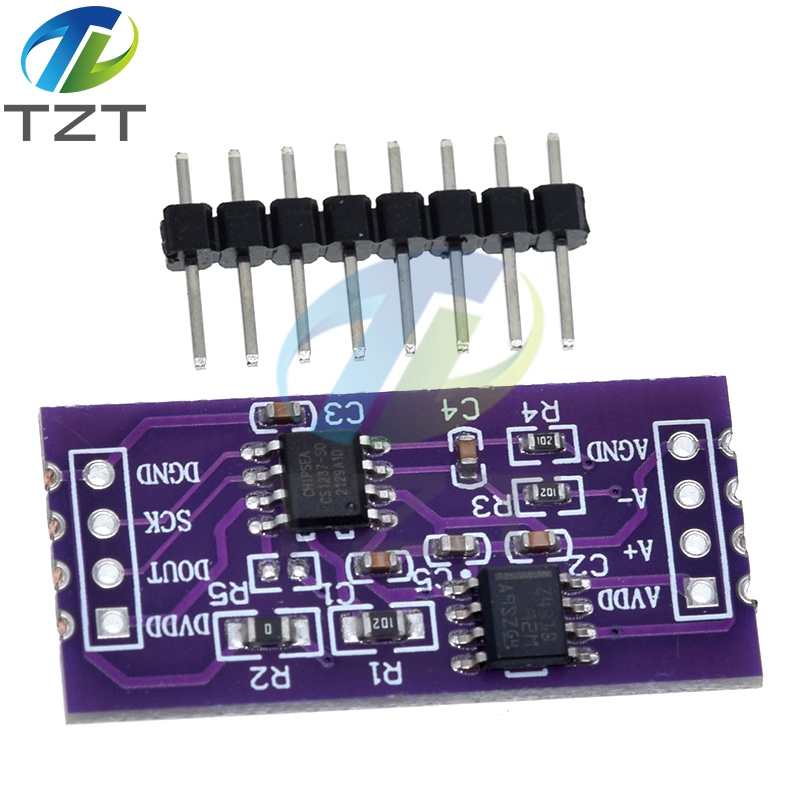 TZT
C3
C4
R4
DGND
CHIPSEA
CS1237-SO
2129A1D
102
AGND
SCK
R3
102
A-
DOUT
R5
C1
C5
C2
A+
DVDD
0
102
AVDD
R2
R1